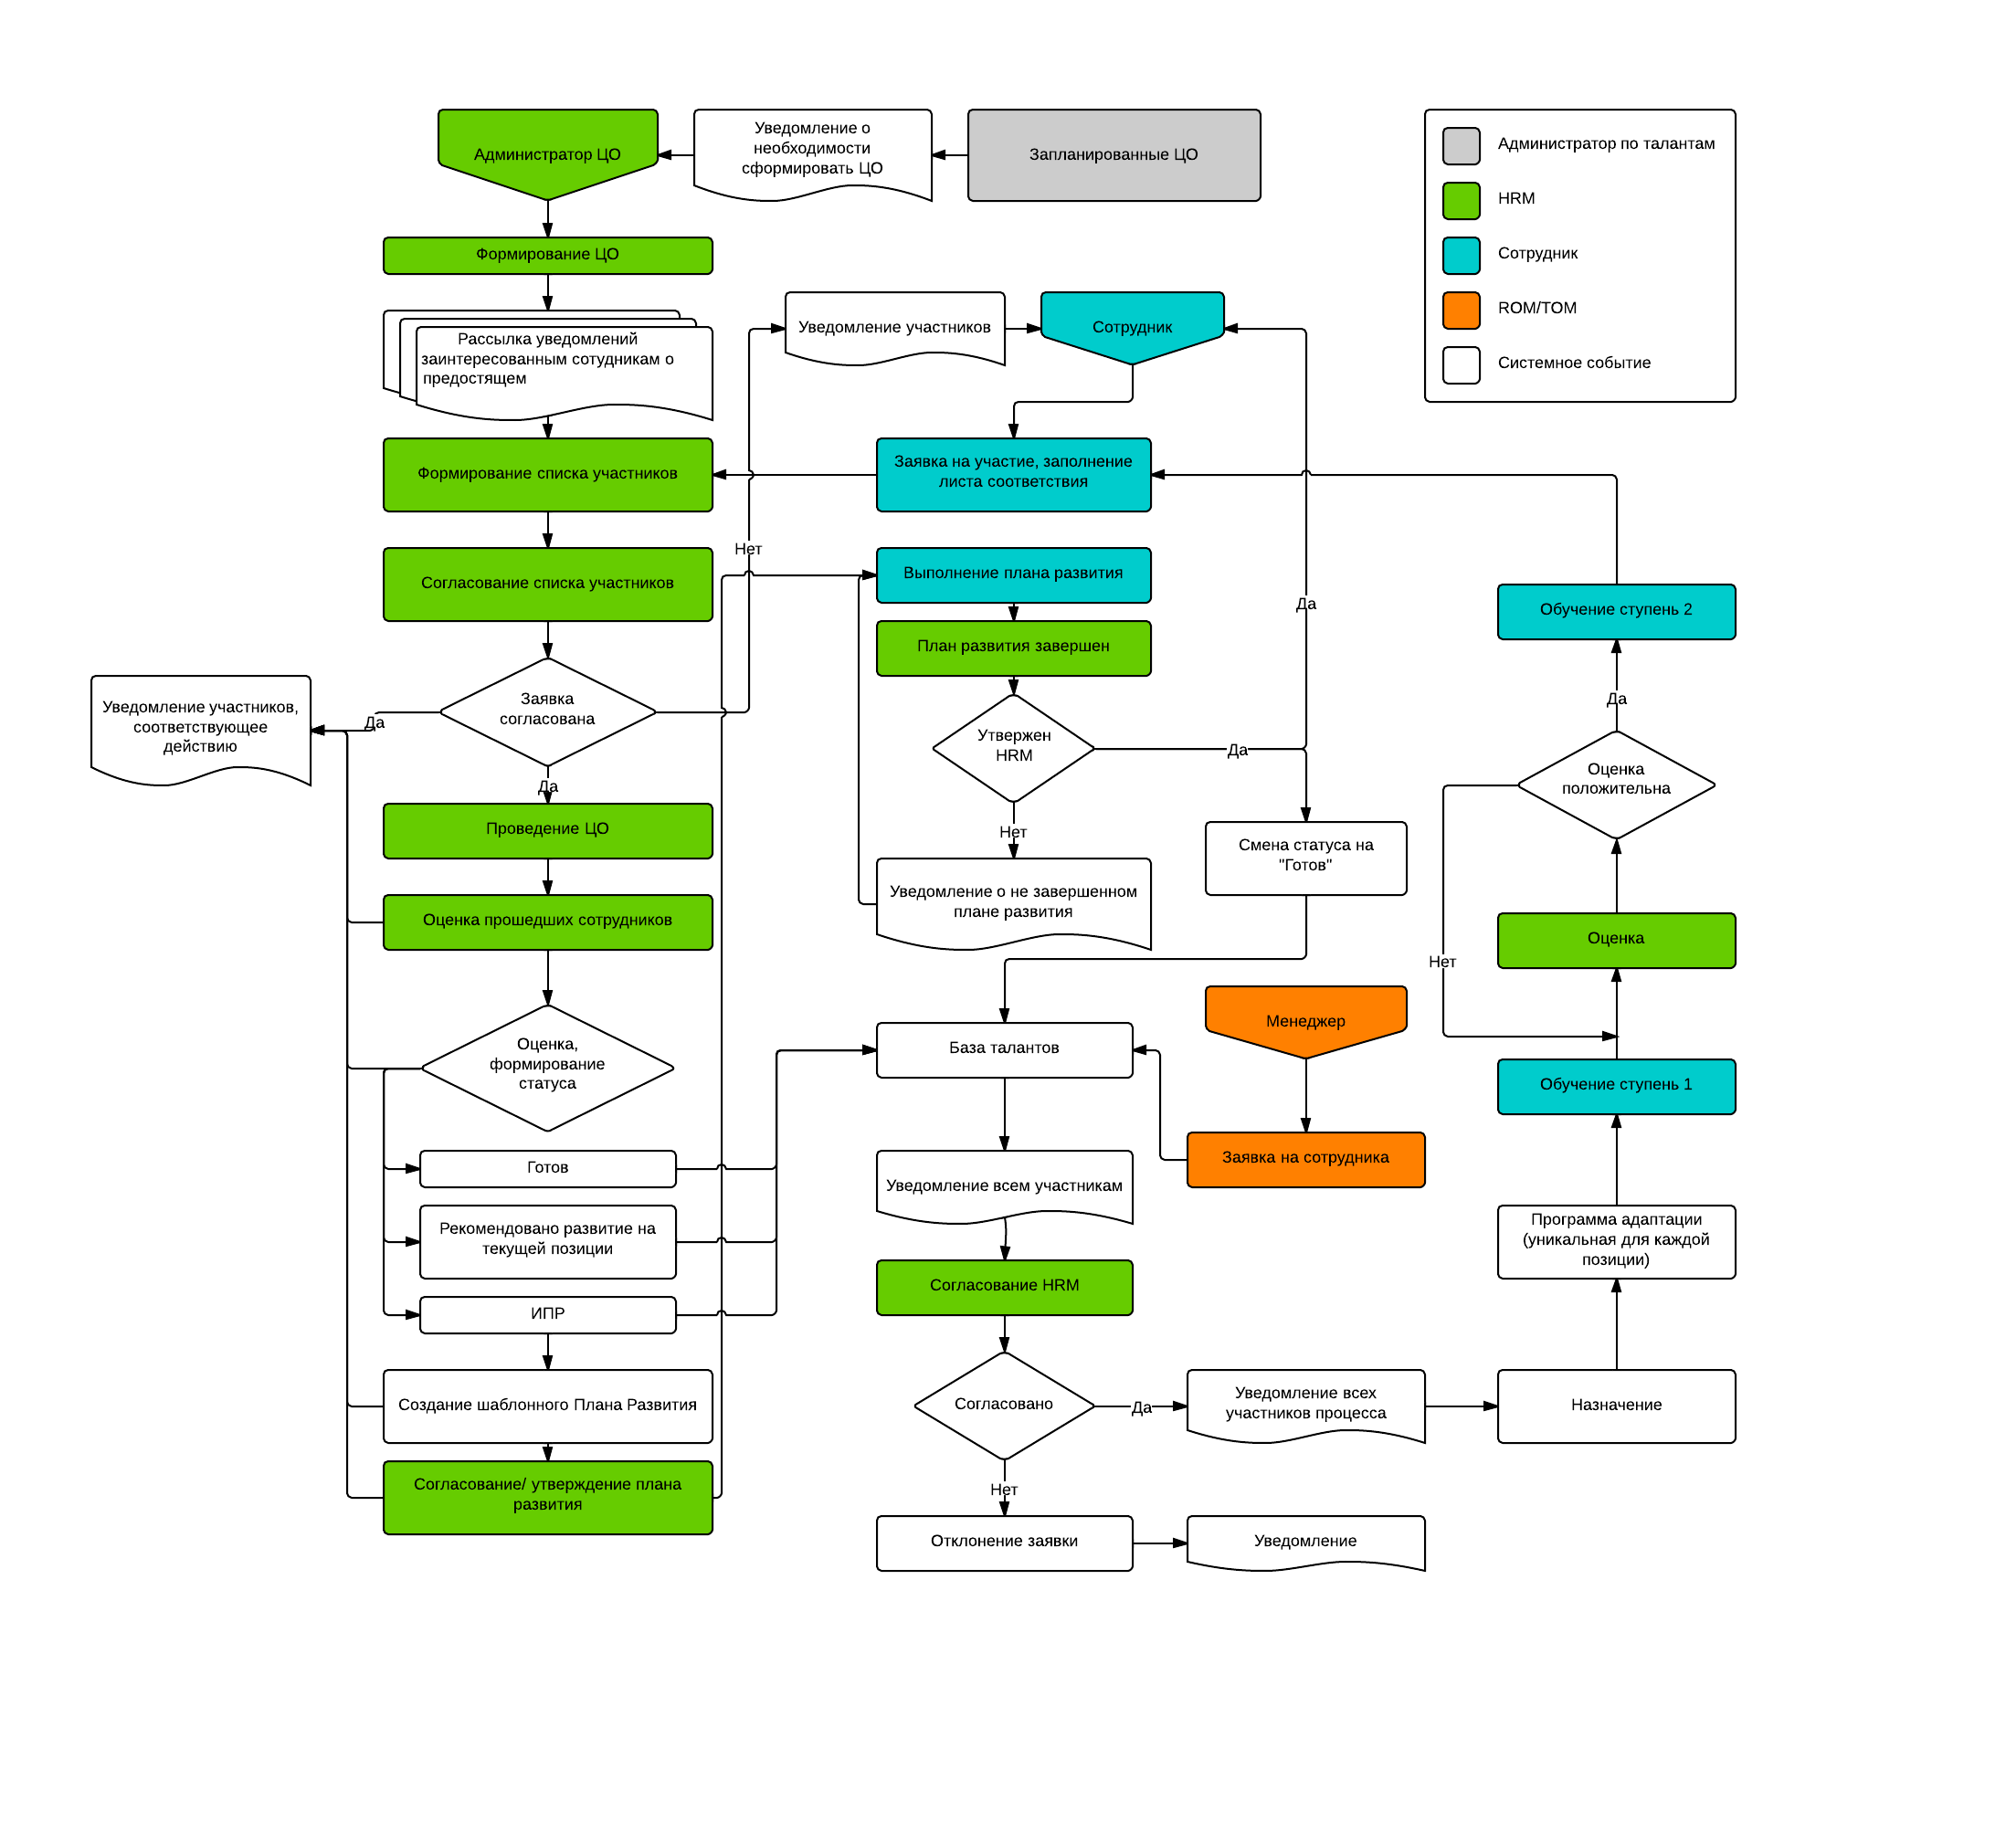 Администратор ЦО
Уведомление о
необходимости
сформировать ЦО
Запланированные ЦО
Администратор по талантам
HRM
Сотрудник
ROM/TOM
Системное событие
Формирование ЦО
Рассылка уведомлений
заинтересованным сотудникам о
предостящем
Уведомление участников
Сотрудник
Формирование списка участников
Заявка на участие, заполнение
листа соответствия
Нет
Согласование списка участников
Выполнение плана развития
Да
Обучение ступень 2
План развития завершен
Заявка
согласована
Уведомление участников,
соответствующее
действию
Да
Да
Утвержен
HRM
Да
Да
Оценка
положительна
Проведение ЦО
Нет
Смена статуса на
"Готов"
Оценка прошедших сотрудников
Уведомление о не завершенном
плане развития
Оценка
Нет
Оценка,
формирование
статуса
База талантов
Менеджер
Обучение ступень 1
Готов
Уведомление всем участникам
Заявка на сотрудника
Рекомендовано развитие на
текущей позиции
Программа адаптации
(уникальная для каждой
позиции)
ИПР
Согласование HRM
Создание шаблонного Плана Развития
Согласовано
Да
Уведомление всех
участников процесса
Назначение
Согласование/ утверждение плана
развития
Нет
Отклонение заявки
Уведомление